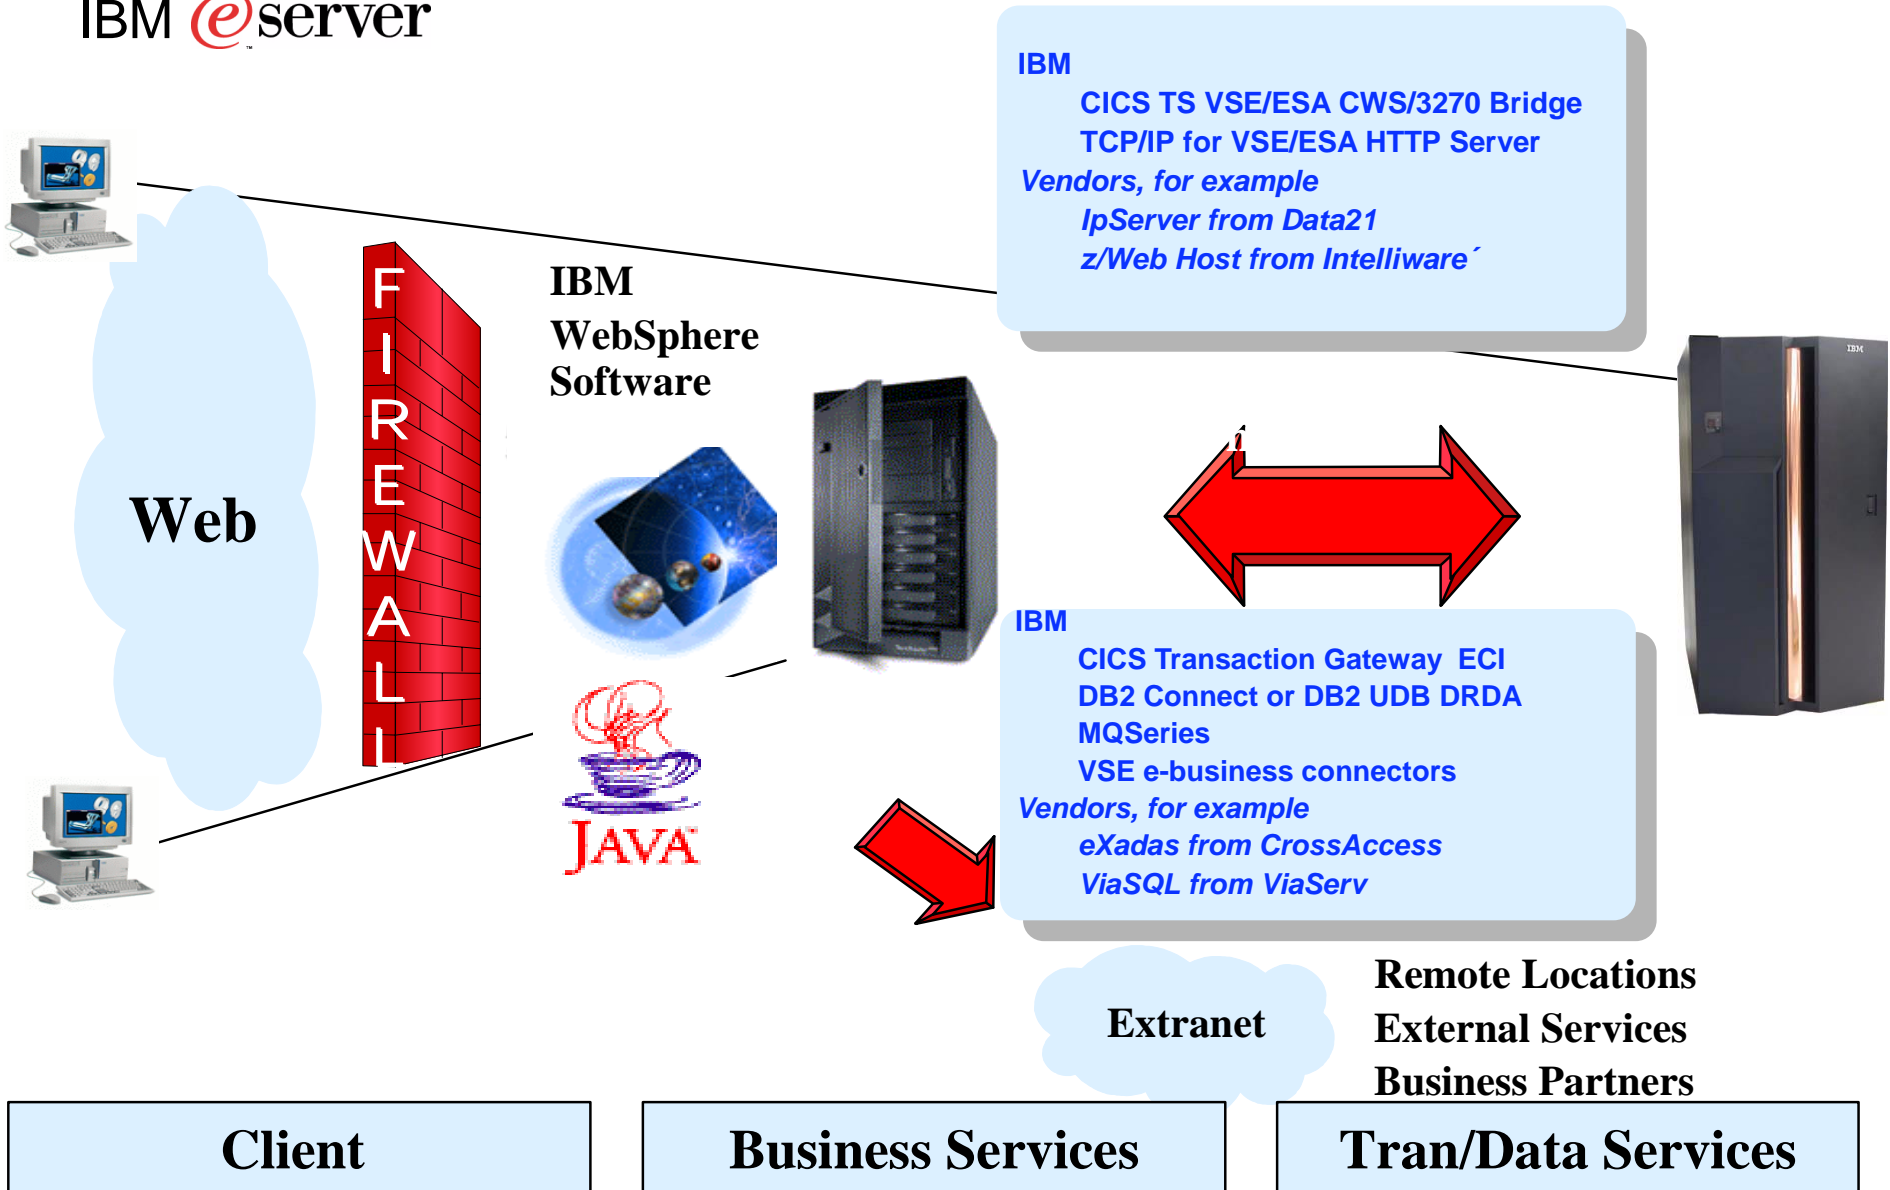 IBM eserver
IBM
CICS TS VSE/ESA CWS/3270 Bridge
TCP/IP for VSE/ESA HTTP Server
Vendors, for example
IpServer from Data21
z/Web Host from Intelliware´
FIREWALL
IBM
WebSphere
Software
IBM
Web
n
IBM
CICS Transaction Gateway ECI
DB2 Connect or DB2 UDB DRDA
MQSeries
VSE e-business connectors
Vendors, for example
eXadas from CrossAccess
ViaSQL from ViaServ
JAVA
Extranet
Remote Locations
External Services
Business Partners
Client
Business Services
Tran/Data Services